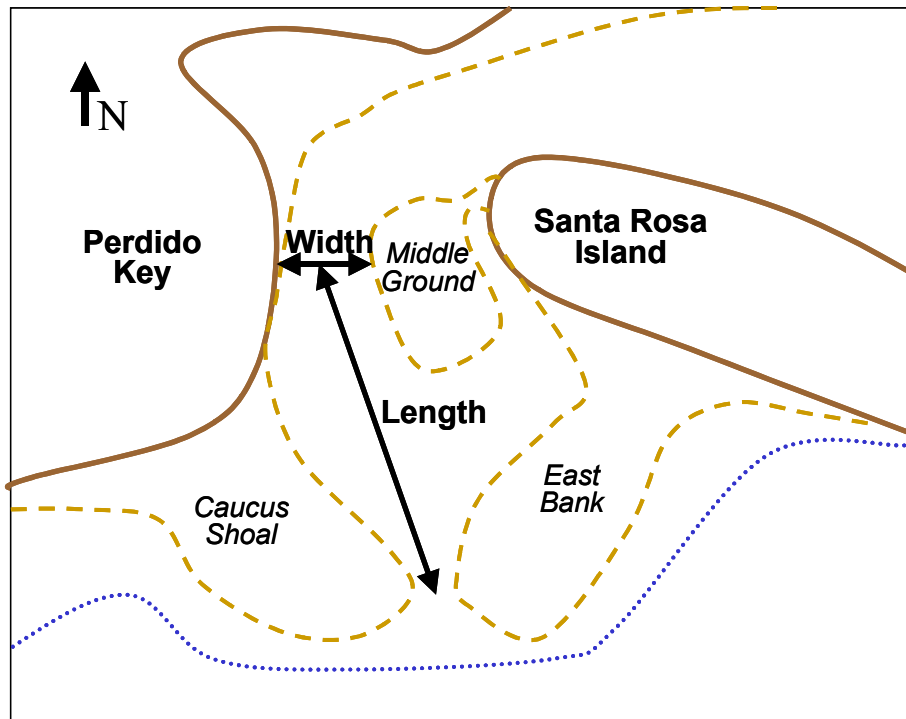 N
Perdido
Key
Width
Middle
Ground
Santa Rosa
Island
Length
Caucus
Shoal
East
Bank